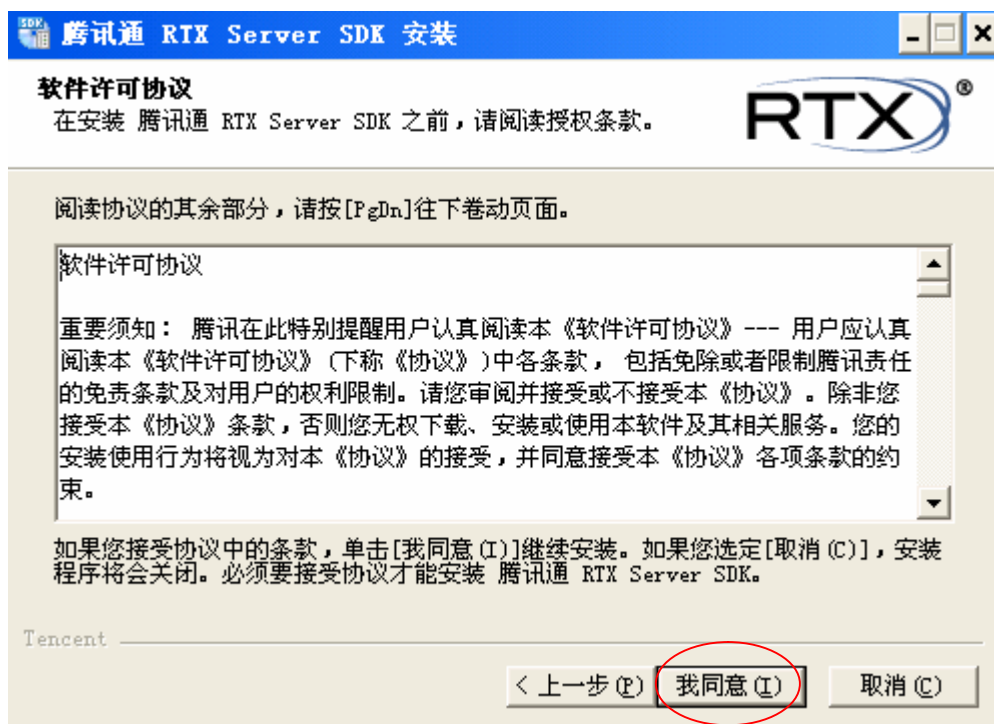 SDK 腾讯通 RTX Server SDK 安装
软件许可协议
在安装 腾讯通 RTX Server SDK 之前，请阅读授权条款。
RTX®
阅读协议的其余部分，请按[PgDn]往下卷动页面。
软件许可协议
重要须知： 腾讯在此特别提醒用户认真阅读本《软件许可协议》--- 用户应认真
阅读本《软件许可协议》(下称《协议》)中各条款， 包括免除或者限制腾讯责任
的免责条款及对用户的权利限制。请您审阅并接受或不接受本《协议》。除非您
接受本《协议》条款，否则您无权下载、安装或使用本软件及其相关服务。您的
安装使用行为将视为对本《协议》的接受，并同意接受本《协议》各项条款的约
束。
如果您接受协议中的条款，单击[我同意(I)]继续安装。如果您选定[取消(C)]，安装
程序将会关闭。必须要接受协议才能安装 腾讯通 RTX Server SDK。
Tencent
< 上一步(P) 我同意(I) 取消(C)